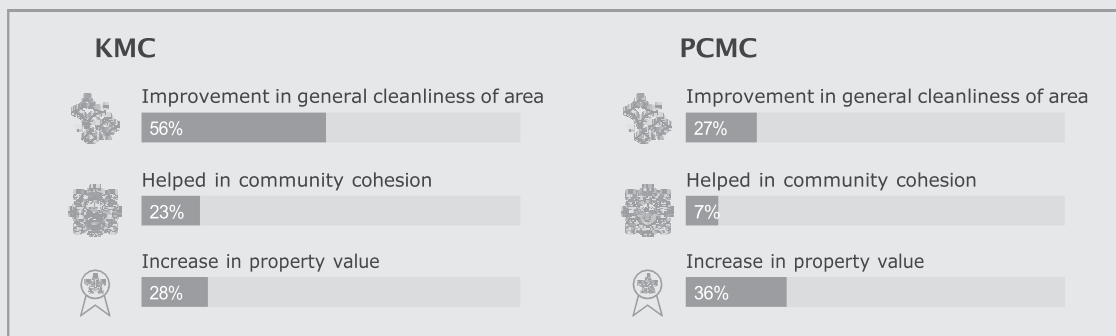 KMC
Improvement in general cleanliness of area
56%
Helped in community cohesion
23%
Increase in property value
28%
PCMC
Improvement in general cleanliness of area
27%
Helped in community cohesion
7%
Increase in property value
36%